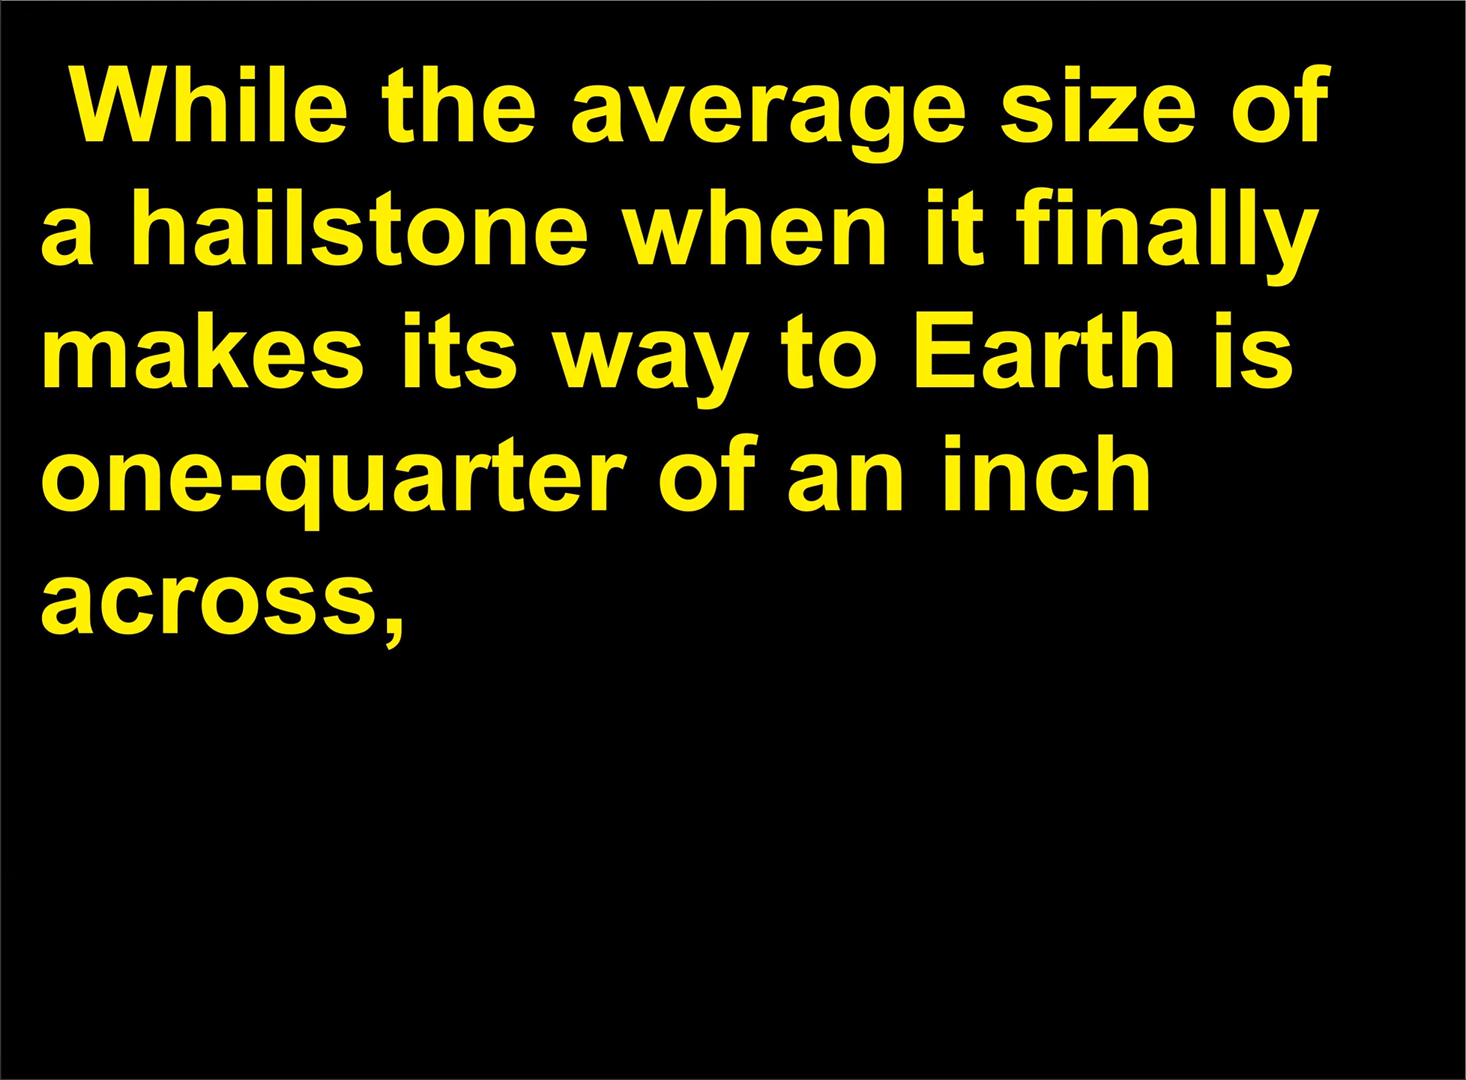 While the average size of
a hailstone when it finally
makes its way to Earth is
one-quarter of an inch
across,